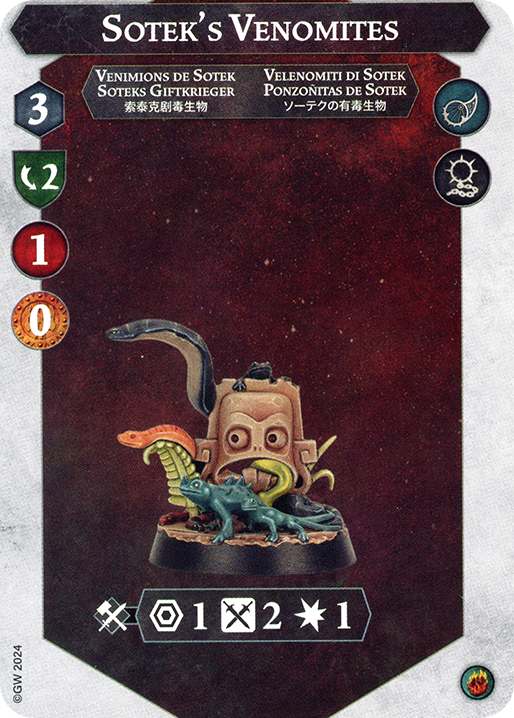 Sotek's Venomites
Venimions de Sotek
Soteks Giftkrieger
索泰克剧毒生物
Velenomiti di Sotek
Ponzoñitas de Sotek
ソーテクの有毒生物
3
2
1
0
1 2 1
©GW 2024